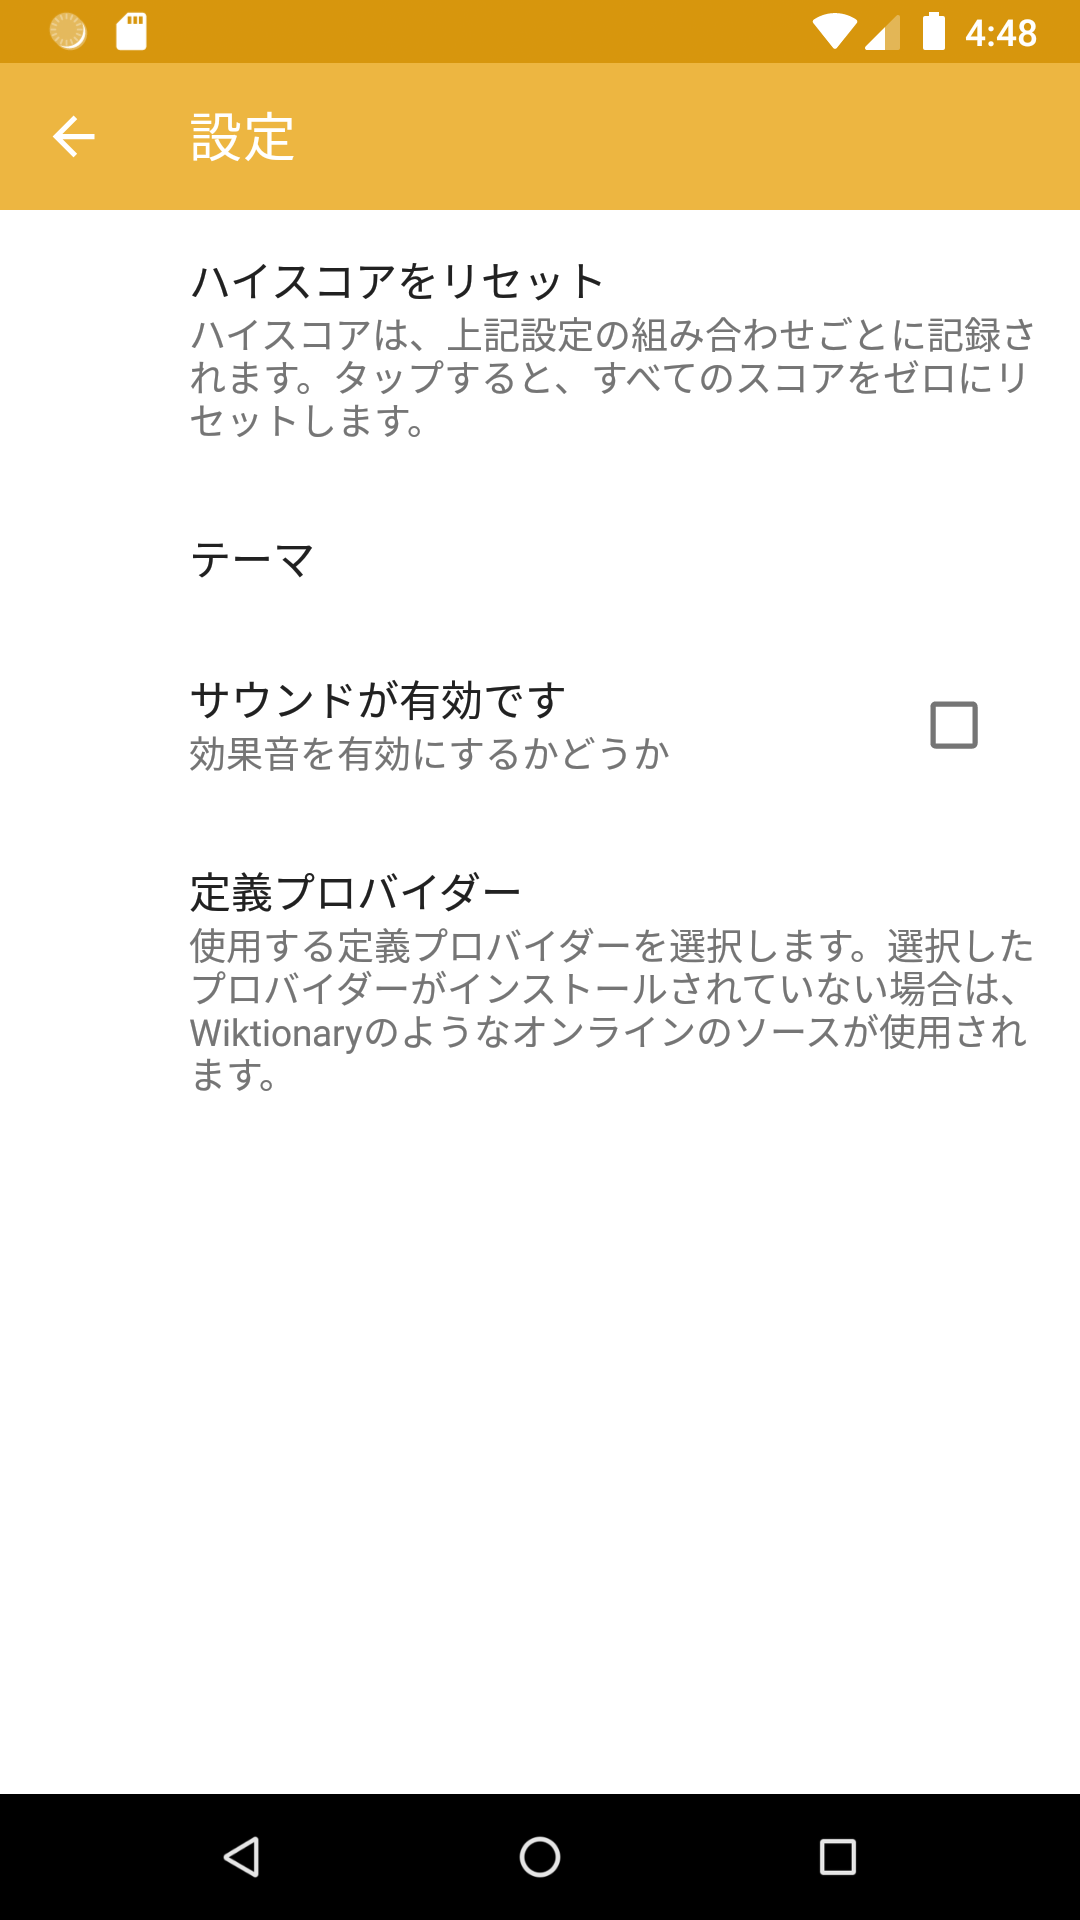 4:48
設定
ハイスコアをリセット
ハイスコアは、上記設定の組み合わせごとに記録さ
れます。タップすると、すべてのスコアをゼロにリ
セットします。
テーマ
サウンドが有効です
効果音を有効にするかどうか
定義プロバイダー
使用する定義プロバイダーを選択します。選択した
プロバイダーがインストールされていない場合は、
Wiktionaryのようなオンラインのソースが使用され
ます。